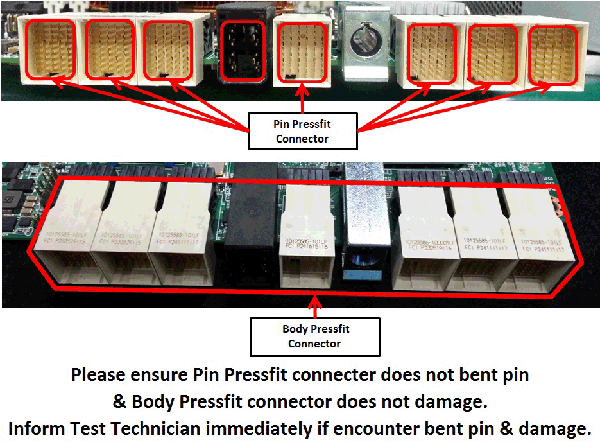 Pin Pressfit
Connector
Body Pressfit
Connector
Please ensure Pin Pressfit connecter does not bent pin
& Body Pressfit connector does not damage.
Inform Test Technician immediately if encounter bent pin & damage.